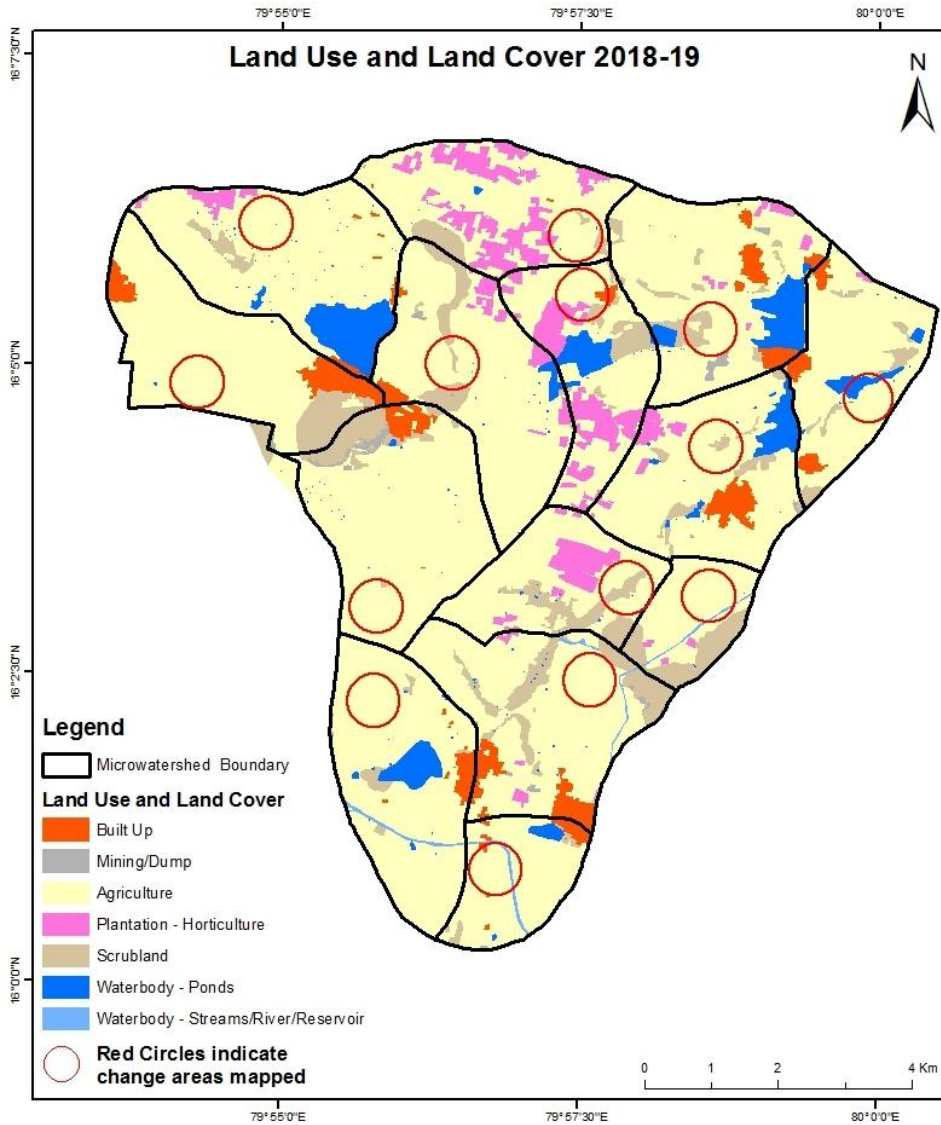 79°55'0"E 79°57'30"E 80°0'0"E
16°7'30"N
Land Use and Land Cover 2018-19
N
16°5'0"N
16°2'30"N
Legend
Microwatershed Boundary
Land Use and Land Cover
Built Up
Mining/Dump
Agriculture
Plantation - Horticulture
Scrubland
16°0'0"N
Waterbody - Ponds
Waterbody - Streams/River/Reservoir
Red Circles indicate
change areas mapped
0 1 2 4 Km
79°55'0"E 79°57'30"E 80°0'0"E